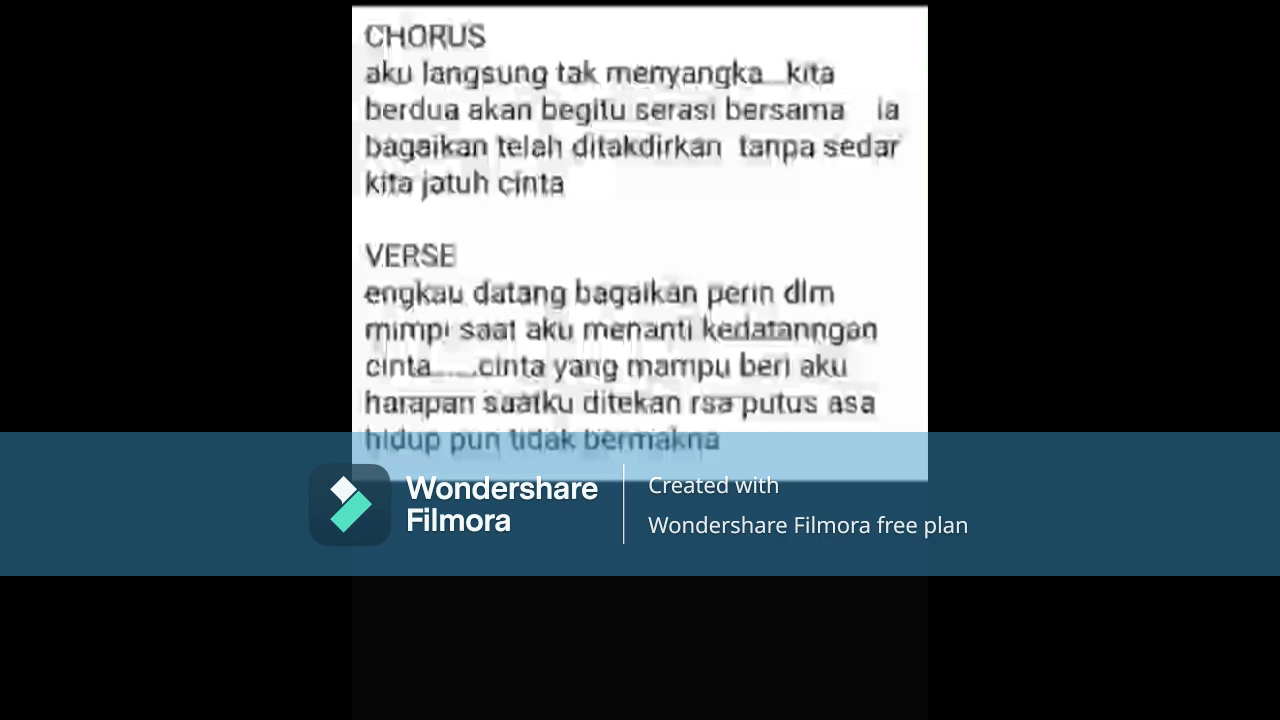 CHORUS
aku langsung tak menyangka...kita
berdua akan begitu serasi bersama ia
bagaikan telah ditakdirkan tanpa sedar
kita jatuh cinta
VERSE
engkau datang bagaikan perin dlm
mimpi saat aku menanti kedatanngan
cinta......cinta yang mampu beri aku
harapan saatku ditekan rsa putus asa
hidup pun tidak bermakna
Wondershare
Filmora
Created with
Wondershare Filmora free plan